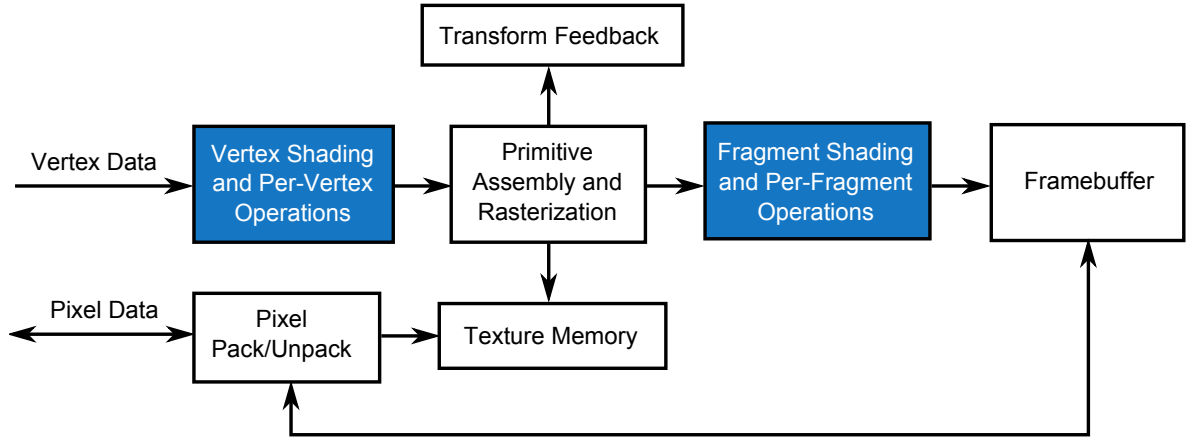 Transform Feedback
Vertex Data
Vertex Shading
and Per-Vertex
Operations
Primitive
Assembly and
Rasterization
Fragment Shading
and Per-Fragment
Operations
Framebuffer
Pixel Data
Pixel
Pack/Unpack
Texture Memory